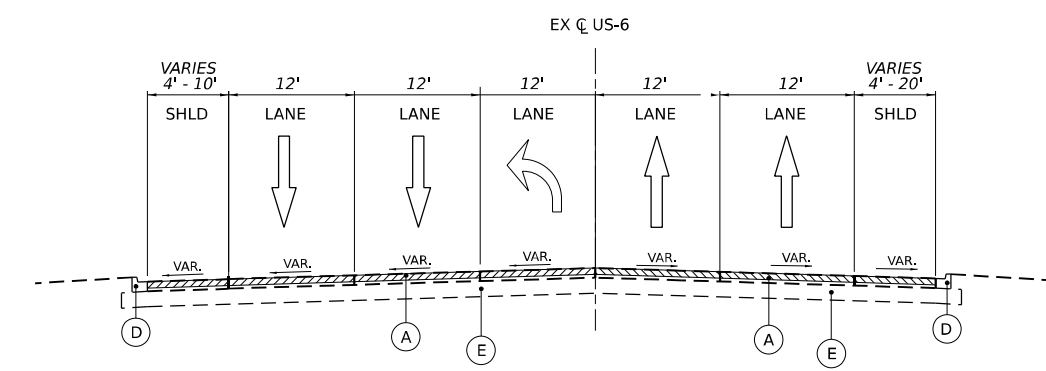 EX ℄ US-6
VARIES
4' - 10'
12'
12'
12'
12'
12'
VARIES
4' - 20'
SHLD
LANE
LANE
LANE
LANE
LANE
SHLD
VAR.
VAR.
VAR.
VAR.
VAR.
VAR.
VAR.
D
A
E
A
E
D